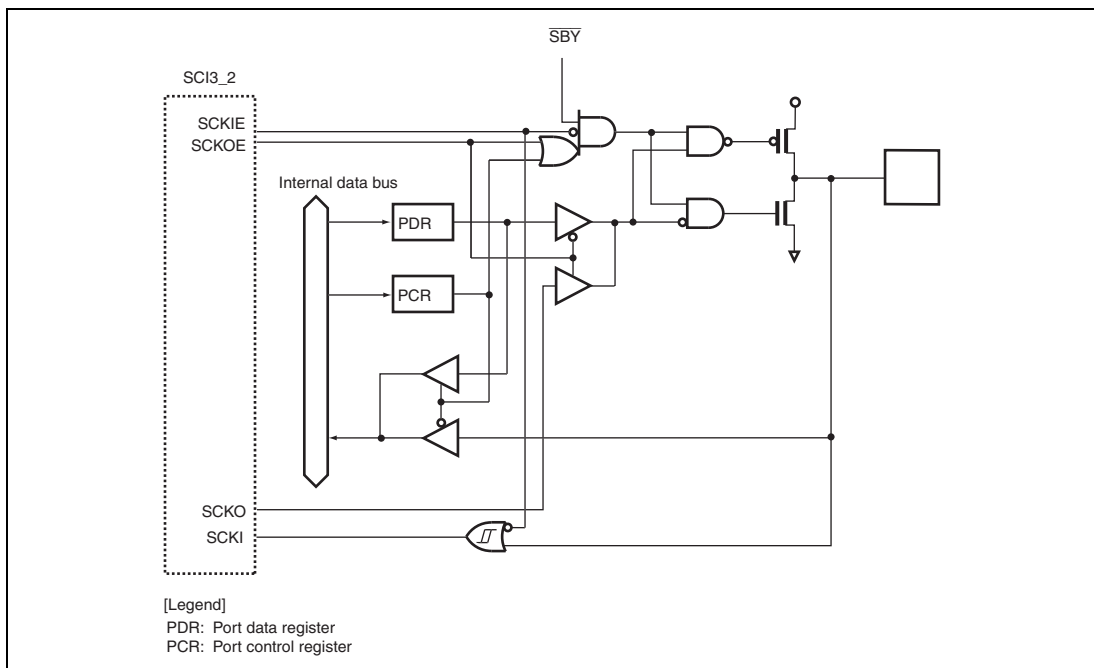 SBY
SCI3_2
SCKIE
SCKOE
Internal data bus
PDR
PCR
SCKO
SCKI
[Legend]
PDR: Port data register
PCR: Port control register